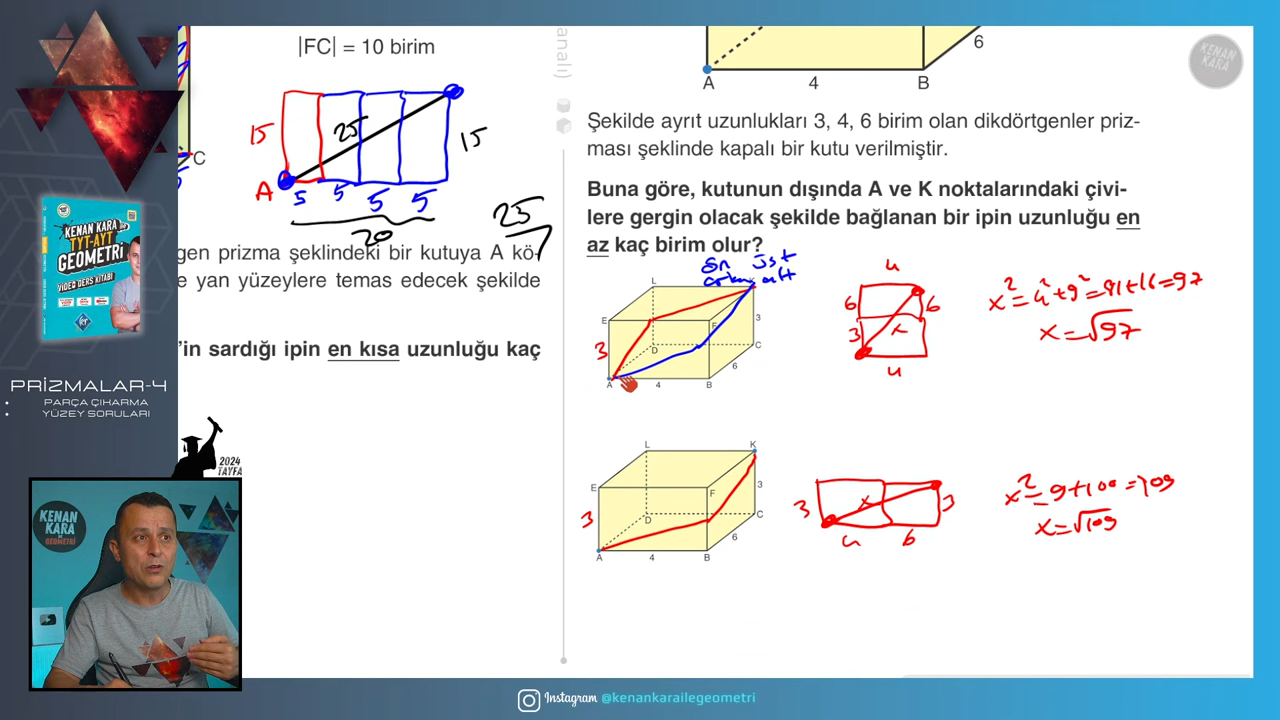 |FC| = 10 birim
15
25
15
A
5 5 5 5
20
25
C
gen prizma şeklindeki bir kutuya A kö-
e yan yüzeylere temas edecek şekilde
'in sardığı ipin en kısa uzunluğu kaç
KENAN KARA
TYT-AYT
GEOMETRİ
VİDEO DERS KİTABI
PRİZMALAR-4
• PARÇA ÇIKARMA
• YÜZEY SORULARI
2024
TAYFA
KENAN KARA
İLE
GEOMETRİ
KENAN
KARA
A 4 B 6
Şekilde ayrıt uzunlukları 3, 4, 6 birim olan dikdörtgenler priz-
ması şeklinde kapalı bir kutu verilmiştir.
Buna göre, kutunun dışında A ve K noktalarındaki çivi-
lere gergin olacak şekilde bağlanan bir ipin uzunluğu en
az kaç birim olur?
ön üst
alt
L
E F 3
3 D C
6
A 4 B
4
6 6
3 x
4
x² = 4² + 9² = 81 + 16 = 97
x = √97
L K
E F 3
3 D C
6
A 4 B
3 x 3
4 6
x² = 9 + 100 = 109
x = √109
Instagram @kenankarailegeometri